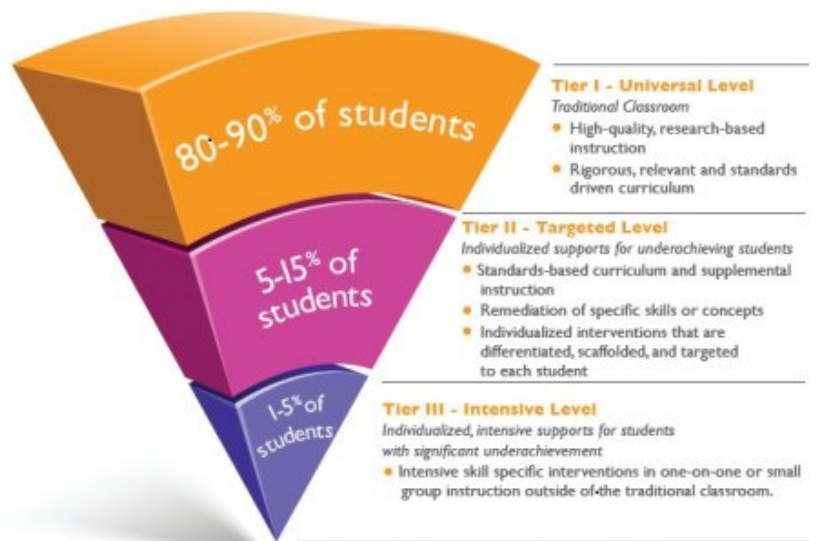 80-90% of students
Tier I - Universal Level
Traditional Classroom
• High-quality, research-based
instruction
• Rigorous, relevant and standards
driven curriculum
5-15% of
students
Tier II - Targeted Level
Individualized supports for underachieving students
• Standards-based curriculum and supplemental
instruction
• Remediation of specific skills or concepts
• Individualized interventions that are
differentiated, scaffolded, and targeted
to each student
1-5% of
students
Tier III - Intensive Level
Individualized, intensive supports for students
with significant underachievement
• Intensive skill specific interventions in one-on-one or small
group instruction outside of-the traditional classroom.